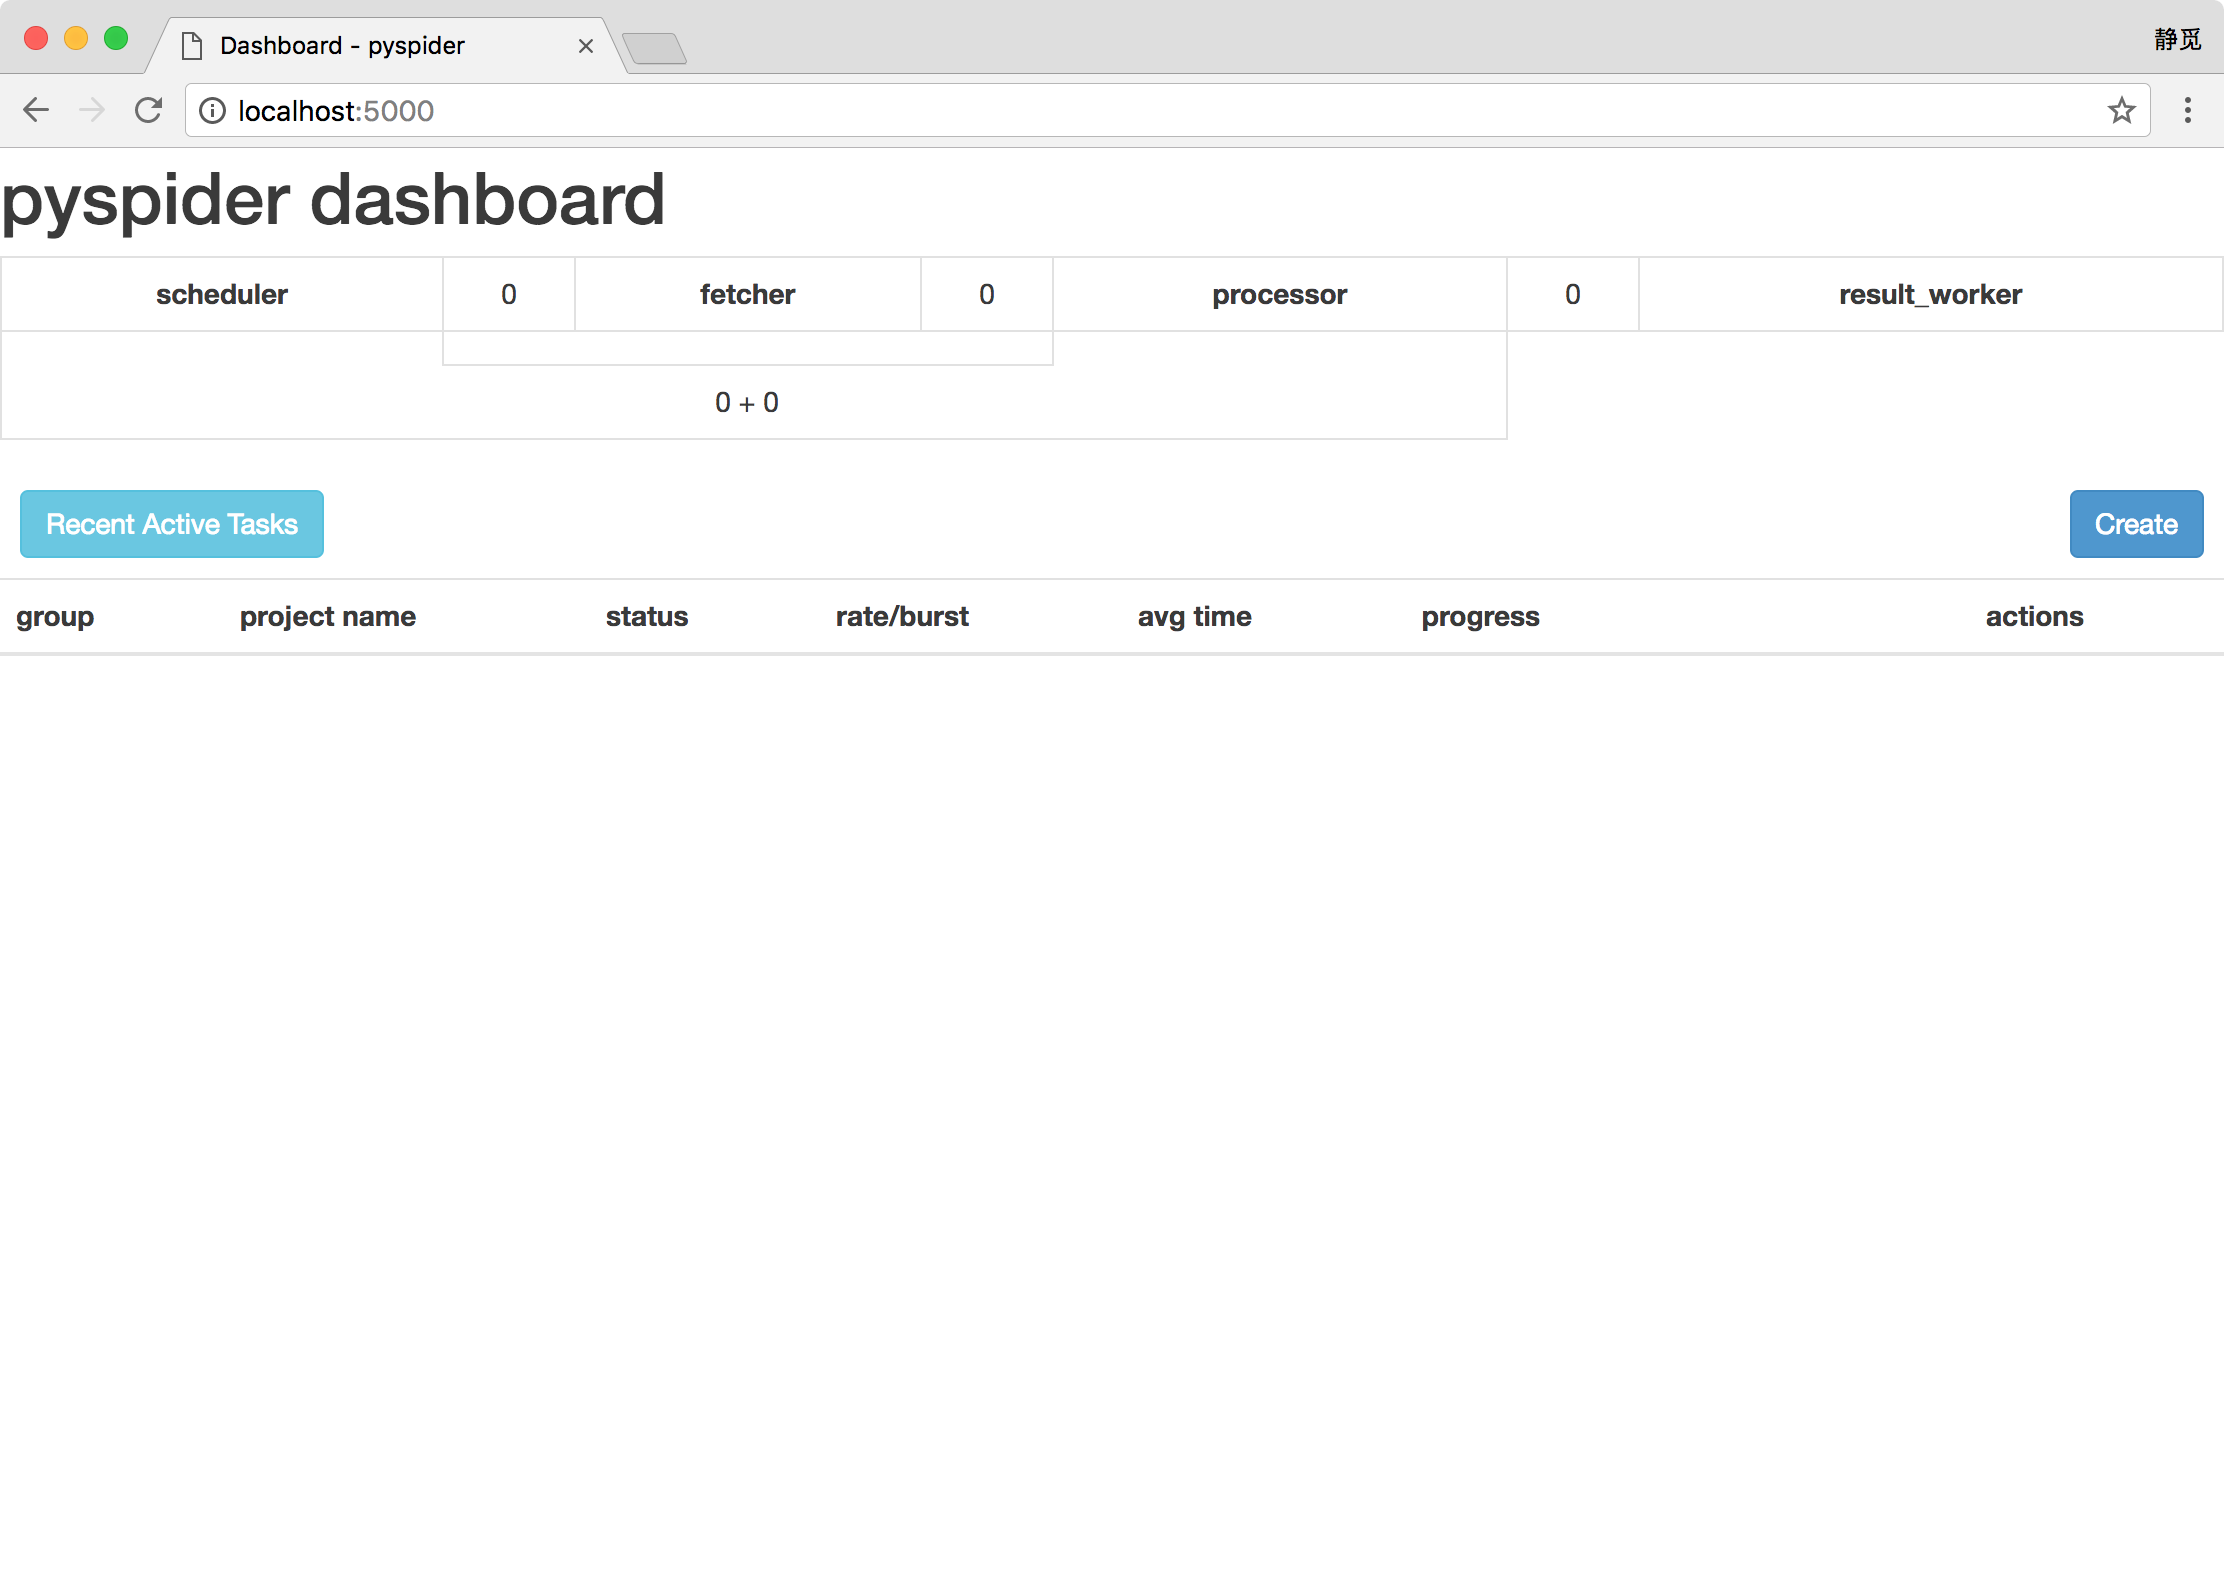 Dashboard - pyspider
静觅
localhost:5000
pyspider dashboard
scheduler 0 fetcher 0 processor 0 result_worker
0 + 0
Recent Active Tasks Create
group project name status rate/burst avg time progress actions